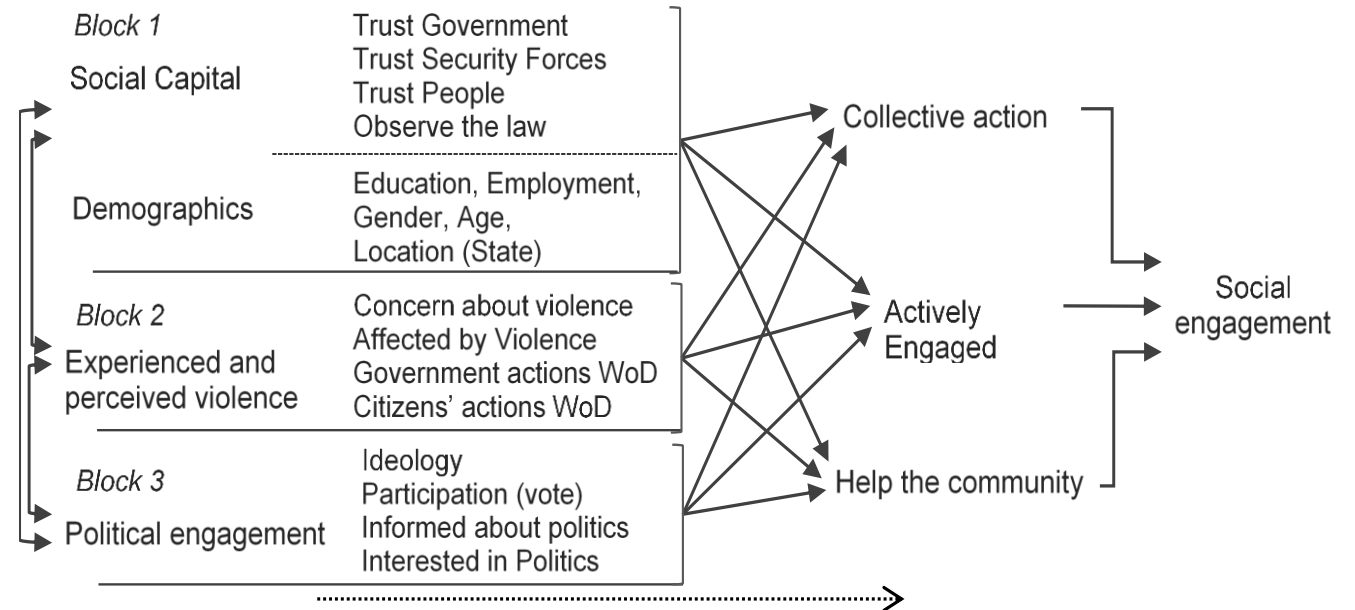 Block 1
Social Capital
Trust Government
Trust Security Forces
Trust People
Observe the law
Demographics
Education, Employment,
Gender, Age,
Location (State)
Block 2
Experienced and
perceived violence
Concern about violence
Affected by Violence
Government actions WoD
Citizens’ actions WoD
Block 3
Political engagement
Ideology
Participation (vote)
Informed about politics
Interested in Politics
Collective action
Actively
Engaged
Help the community
Social
engagement